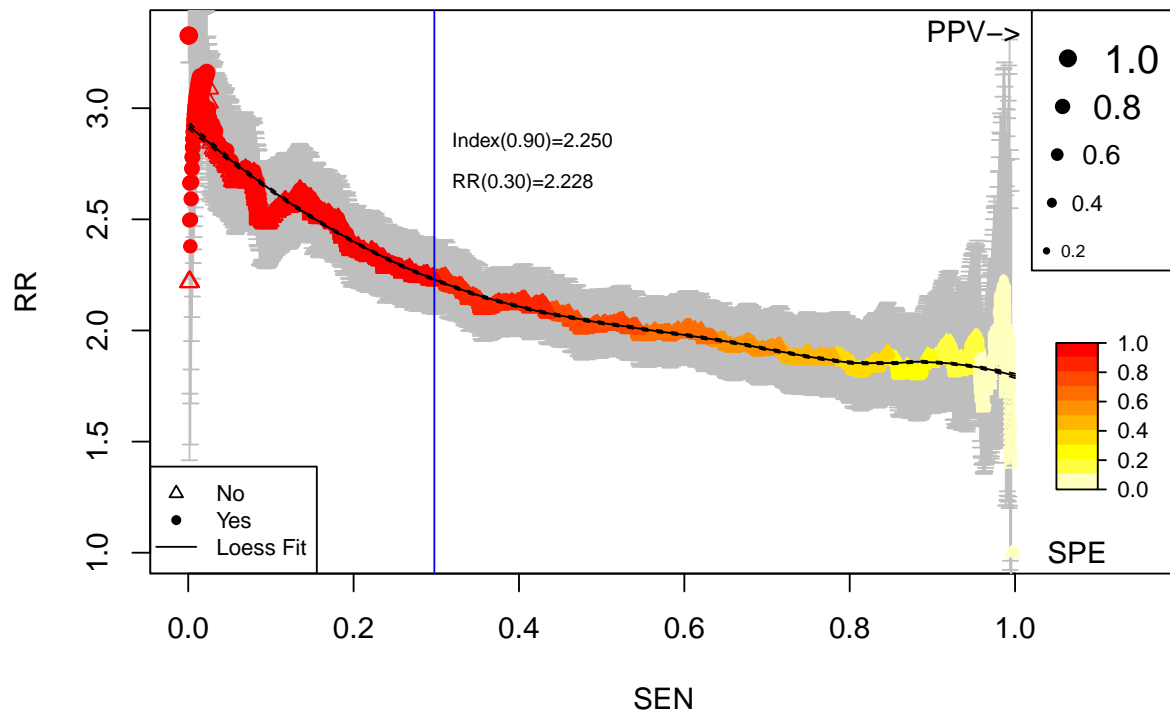 PPV−>
1.0
0.8
0.6
0.4
0.2
Index(0.90)=2.250
RR(0.30)=2.228
RR
3.0
2.5
2.0
1.5
1.0
1.0
0.8
0.6
0.4
0.2
0.0
SPE
No
Yes
Loess Fit
0.0 0.2 0.4 0.6 0.8 1.0
SEN